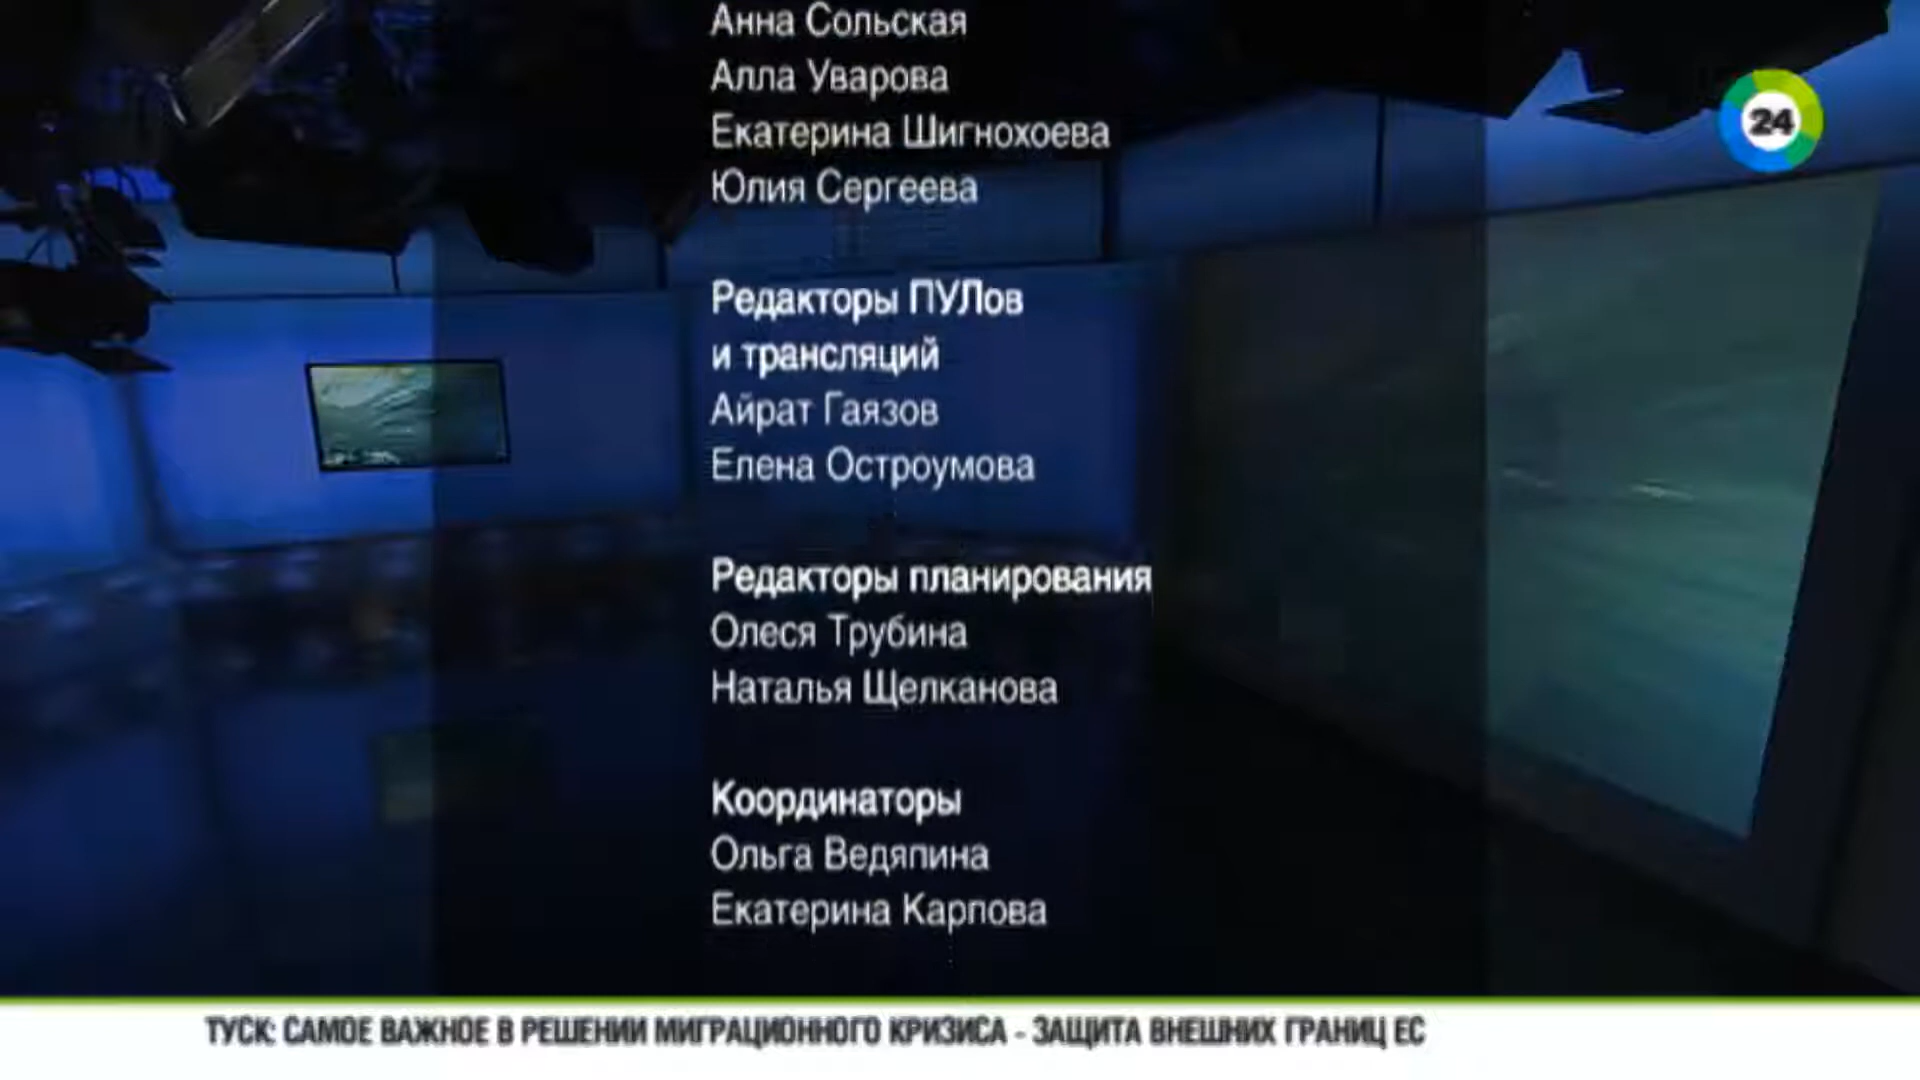 Анна Сольская
Алла Уварова
Екатерина Шигнохоева
Юлия Сергеева
Редакторы ПУЛов
и трансляций
Айрат Гаязов
Елена Остроумова
Редакторы планирования
Олеся Трубина
Наталья Щелканова
Координаторы
Ольга Ведяпина
Екатерина Карпова
24
ТУСК: САМОЕ ВАЖНОЕ В РЕШЕНИИ МИГРАЦИОННОГО КРИЗИСА - ЗАЩИТА ВНЕШНИХ ГРАНИЦ ЕС